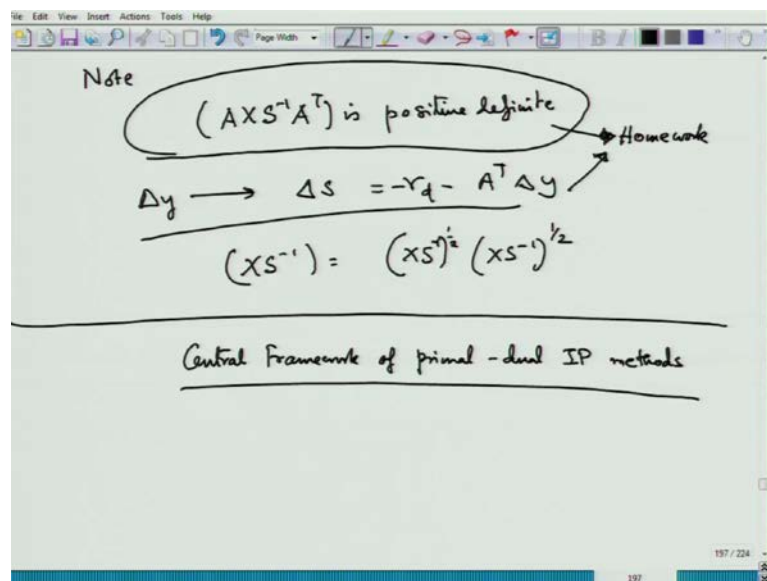 File Edit View Insert Actions Tools Help
Page Width
B I
Note
(AXS⁻¹Aᵀ) is positive definite
Homework
Δy → Δs = -r_d - AᵀΔy
(XS⁻¹) = (XS⁻¹)^½ (XS⁻¹)^1/2
Central Framework of primal-dual IP methods
197 / 224
197